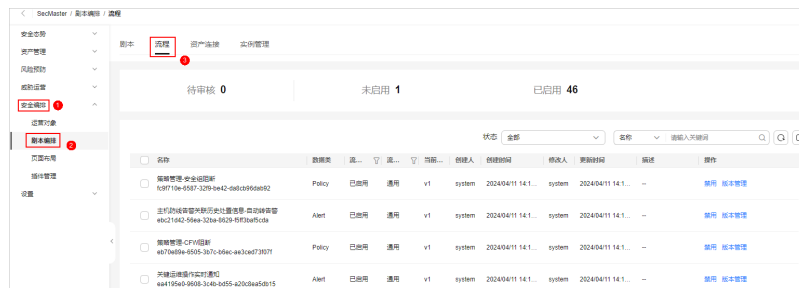 < SecMaster / 剧本编排 / 流程
安全态势
资产管理
风险预防
威胁运营
安全编排 1
运营对象
剧本编排 2
页面布局
插件管理
设置
剧本 流程 资产连接 实例管理
3
待审核 0 未启用 1 已启用 46
状态 全部 名称 请输入关键词
名称 数据类 流... 流... 当前... 创建人 创建时间 修改人 更新时间 描述 操作
策略管理-安全组阻断 Policy 已启用 通用 v1 system 2024/04/11 14:1... system 2024/04/11 14:1... -- 禁用 版本管理
fc9f710e-6587-32f9-be42-da8cb96dab92
主机防线告警关联历史处置信息-自动转告警 Alert 已启用 通用 v1 system 2024/04/11 14:1... system 2024/04/11 14:1... -- 禁用 版本管理
ebc21d42-56ea-32ba-8629-f5ff3baf5cda
策略管理-CFW阻断 Policy 已启用 通用 v1 system 2024/04/11 14:1... system 2024/04/11 14:1... -- 禁用 版本管理
eb70e89e-6505-3b7c-b6ec-ae3ced73f07f
关键运维操作实时通知 Alert 已启用 通用 v1 system 2024/04/11 14:1... system 2024/04/11 14:1... -- 禁用 版本管理
ea4195e0-9608-3c4b-bd55-a20c8ea5db15